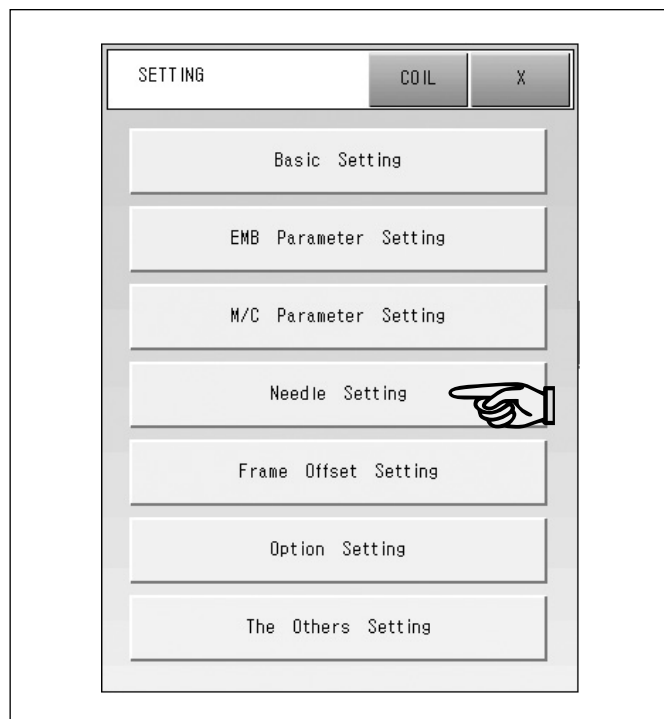 SETTING COIL X
Basic Setting
EMB Parameter Setting
M/C Parameter Setting
Needle Setting
Frame Offset Setting
Option Setting
The Others Setting